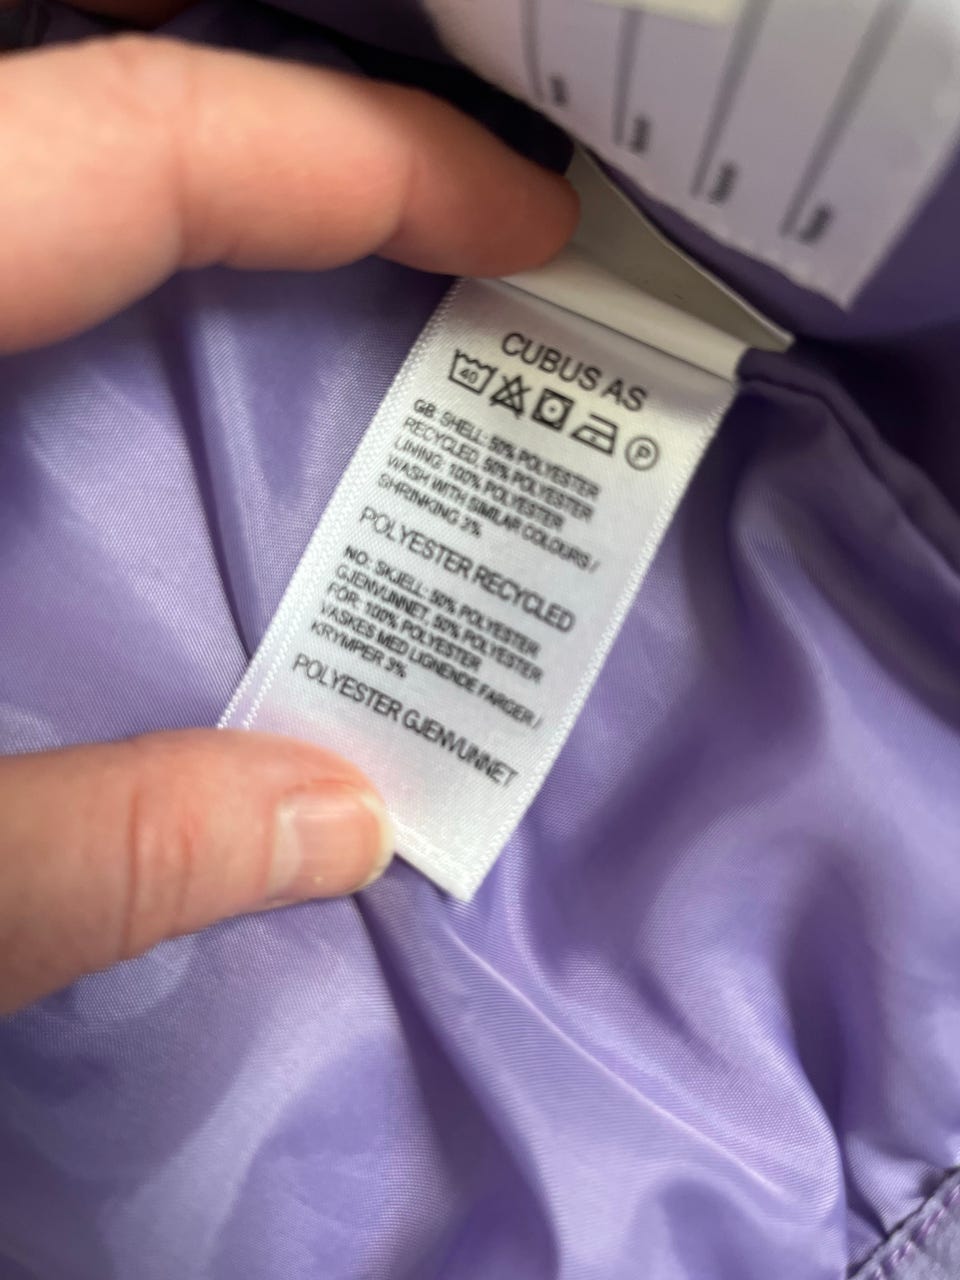 CUBUS AS
40
P
GB: SHELL: 50% POLYESTER
RECYCLED, 50% POLYESTER
LINING: 100% POLYESTER
WASH WITH SIMILAR COLOURS /
SHRINKING 3%
POLYESTER RECYCLED
NO: SKJELL: 50% POLYESTER
GJENVUNNET, 50% POLYESTER
FÔR: 100% POLYESTER
VASKES MED LIGNENDE FARGER /
KRYMPER 3%
POLYESTER GJENVUNNET